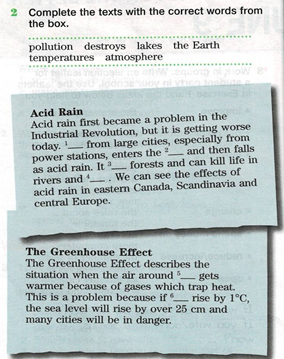 2 Complete the texts with the correct words from
the box.
pollution destroys lakes the Earth
temperatures atmosphere
Acid Rain
Acid rain first became a problem in the
Industrial Revolution, but it is getting worse
today. 1__ from large cities, especially from
power stations, enters the 2__ and then falls
as acid rain. It 3__ forests and can kill life in
rivers and 4__ . We can see the effects of
acid rain in eastern Canada, Scandinavia and
central Europe.
The Greenhouse Effect
The Greenhouse Effect describes the
situation when the air around 5__ gets
warmer because of gases which trap heat.
This is a problem because if 6__ rise by 1°C,
the sea level will rise by over 25 cm and
many cities will be in danger.